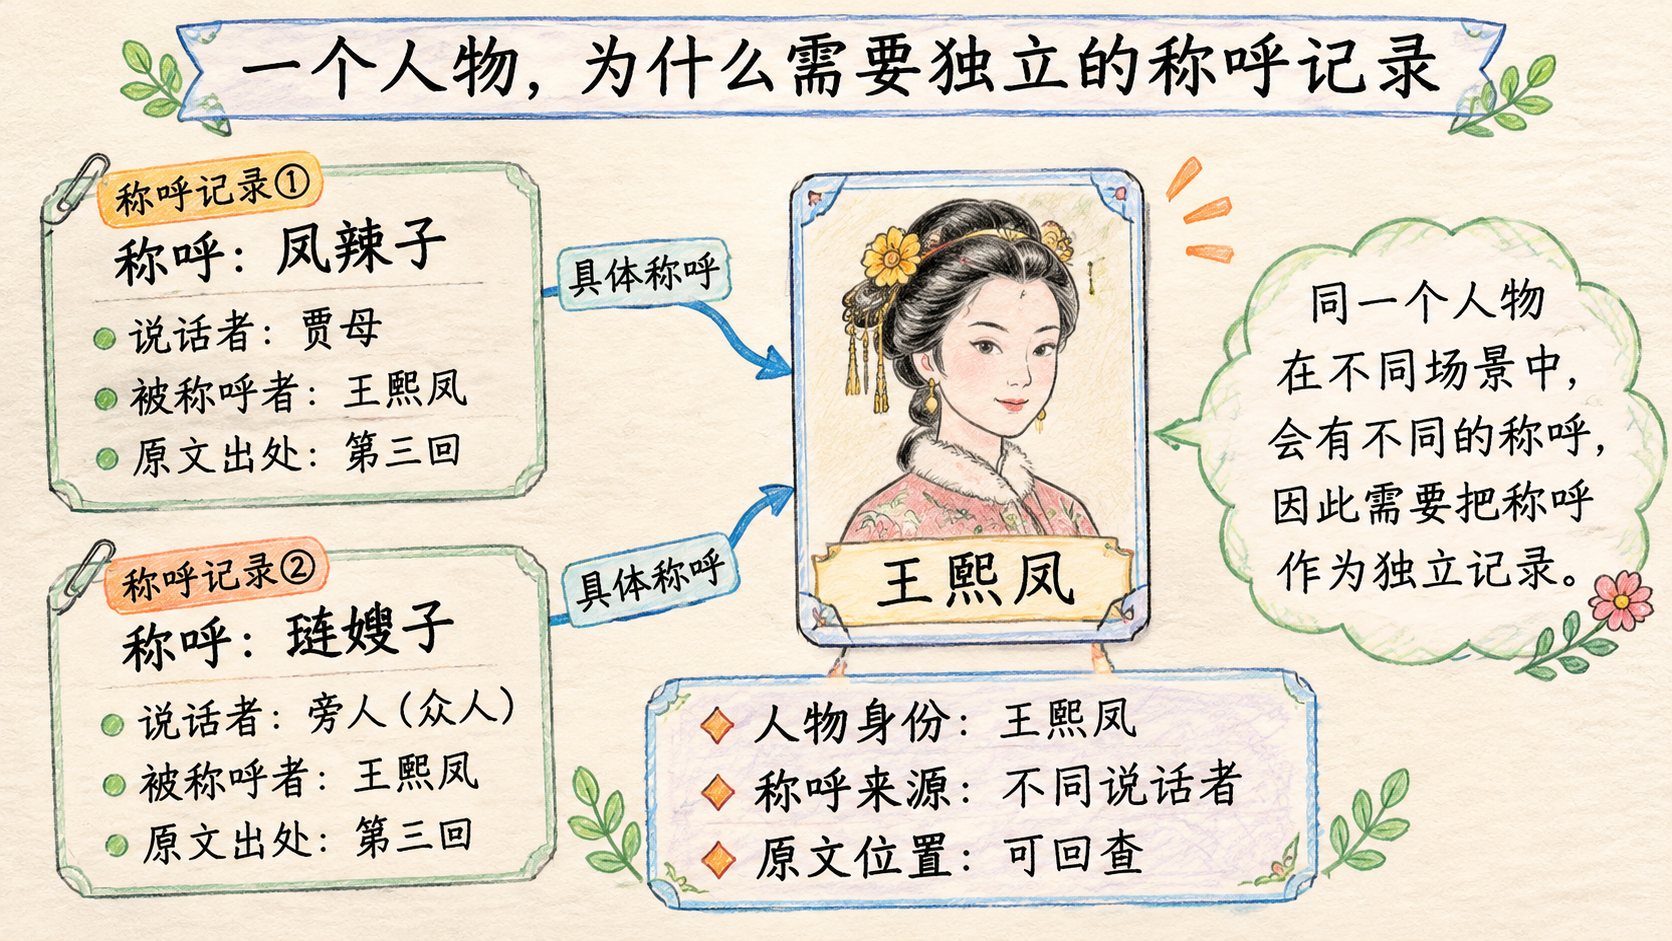 一个人物，为什么需要独立的称呼记录
称呼记录①
称呼：凤辣子
说话者：贾母
被称呼者：王熙凤
原文出处：第三回
具体称呼
称呼记录②
称呼：琏嫂子
说话者：旁人（众人）
被称呼者：王熙凤
原文出处：第三回
具体称呼
王熙凤
人物身份：王熙凤
称呼来源：不同说话者
原文位置：可回查
同一个人物
在不同场景中，
会有不同的称呼，
因此需要把称呼
作为独立记录。